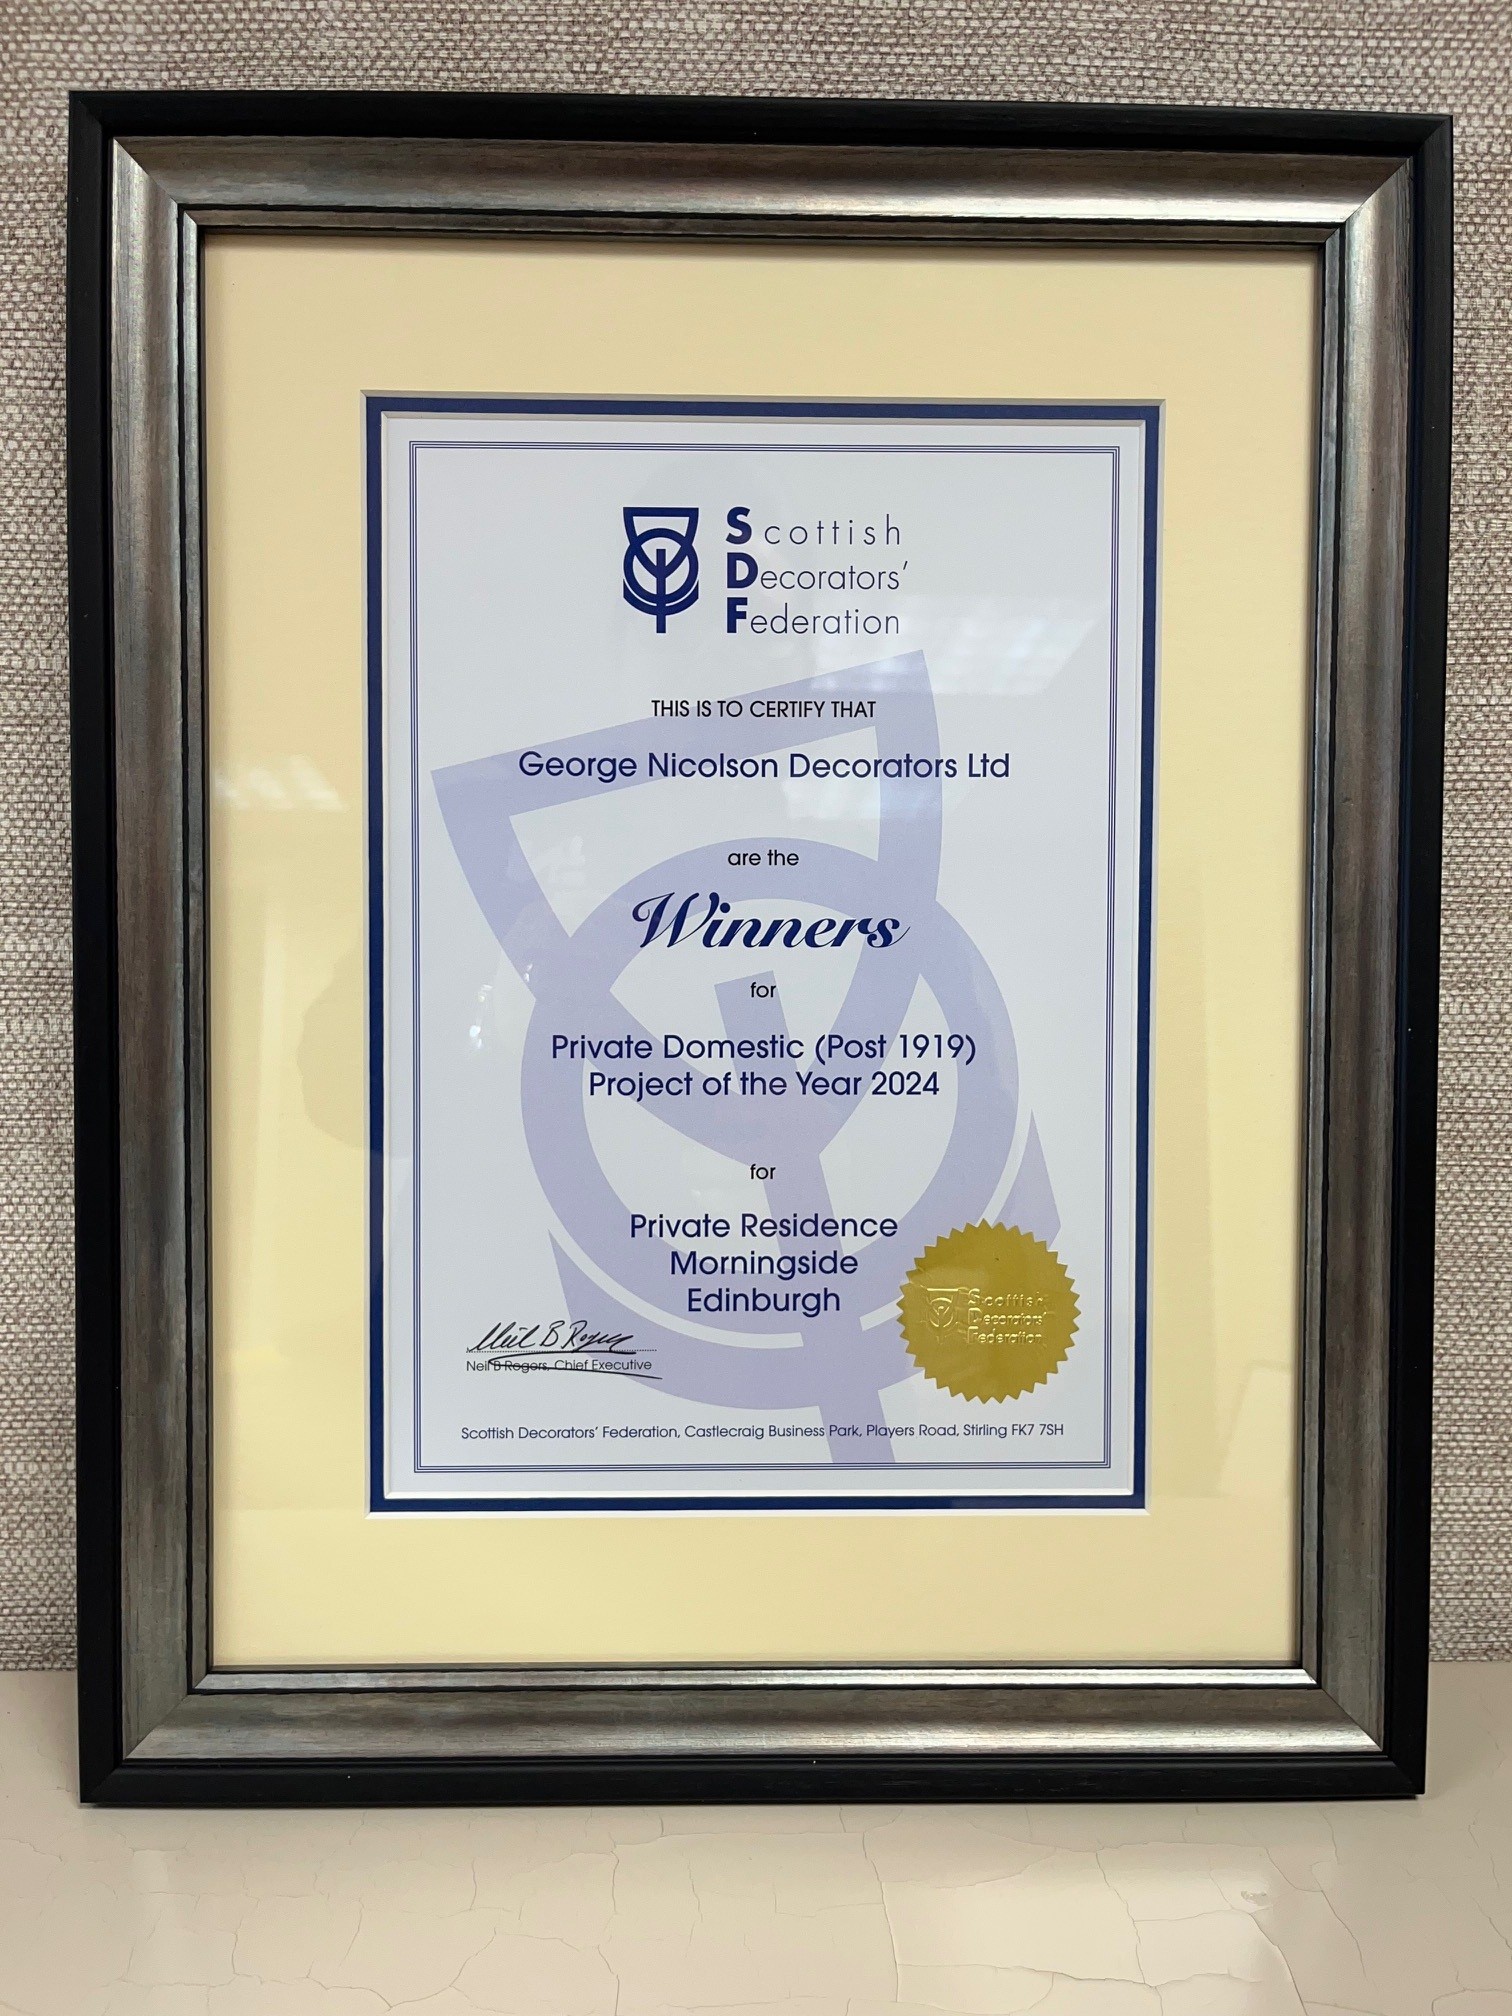 Scottish
Decorators'
Federation
THIS IS TO CERTIFY THAT
George Nicolson Decorators Ltd
are the
Winners
for
Private Domestic (Post 1919)
Project of the Year 2024
for
Private Residence
Morningside
Edinburgh
Scottish
Decorators'
Federation
Neil B Rogers
Neil B Rogers, Chief Executive
Scottish Decorators' Federation, Castlecraig Business Park, Players Road, Stirling FK7 7SH